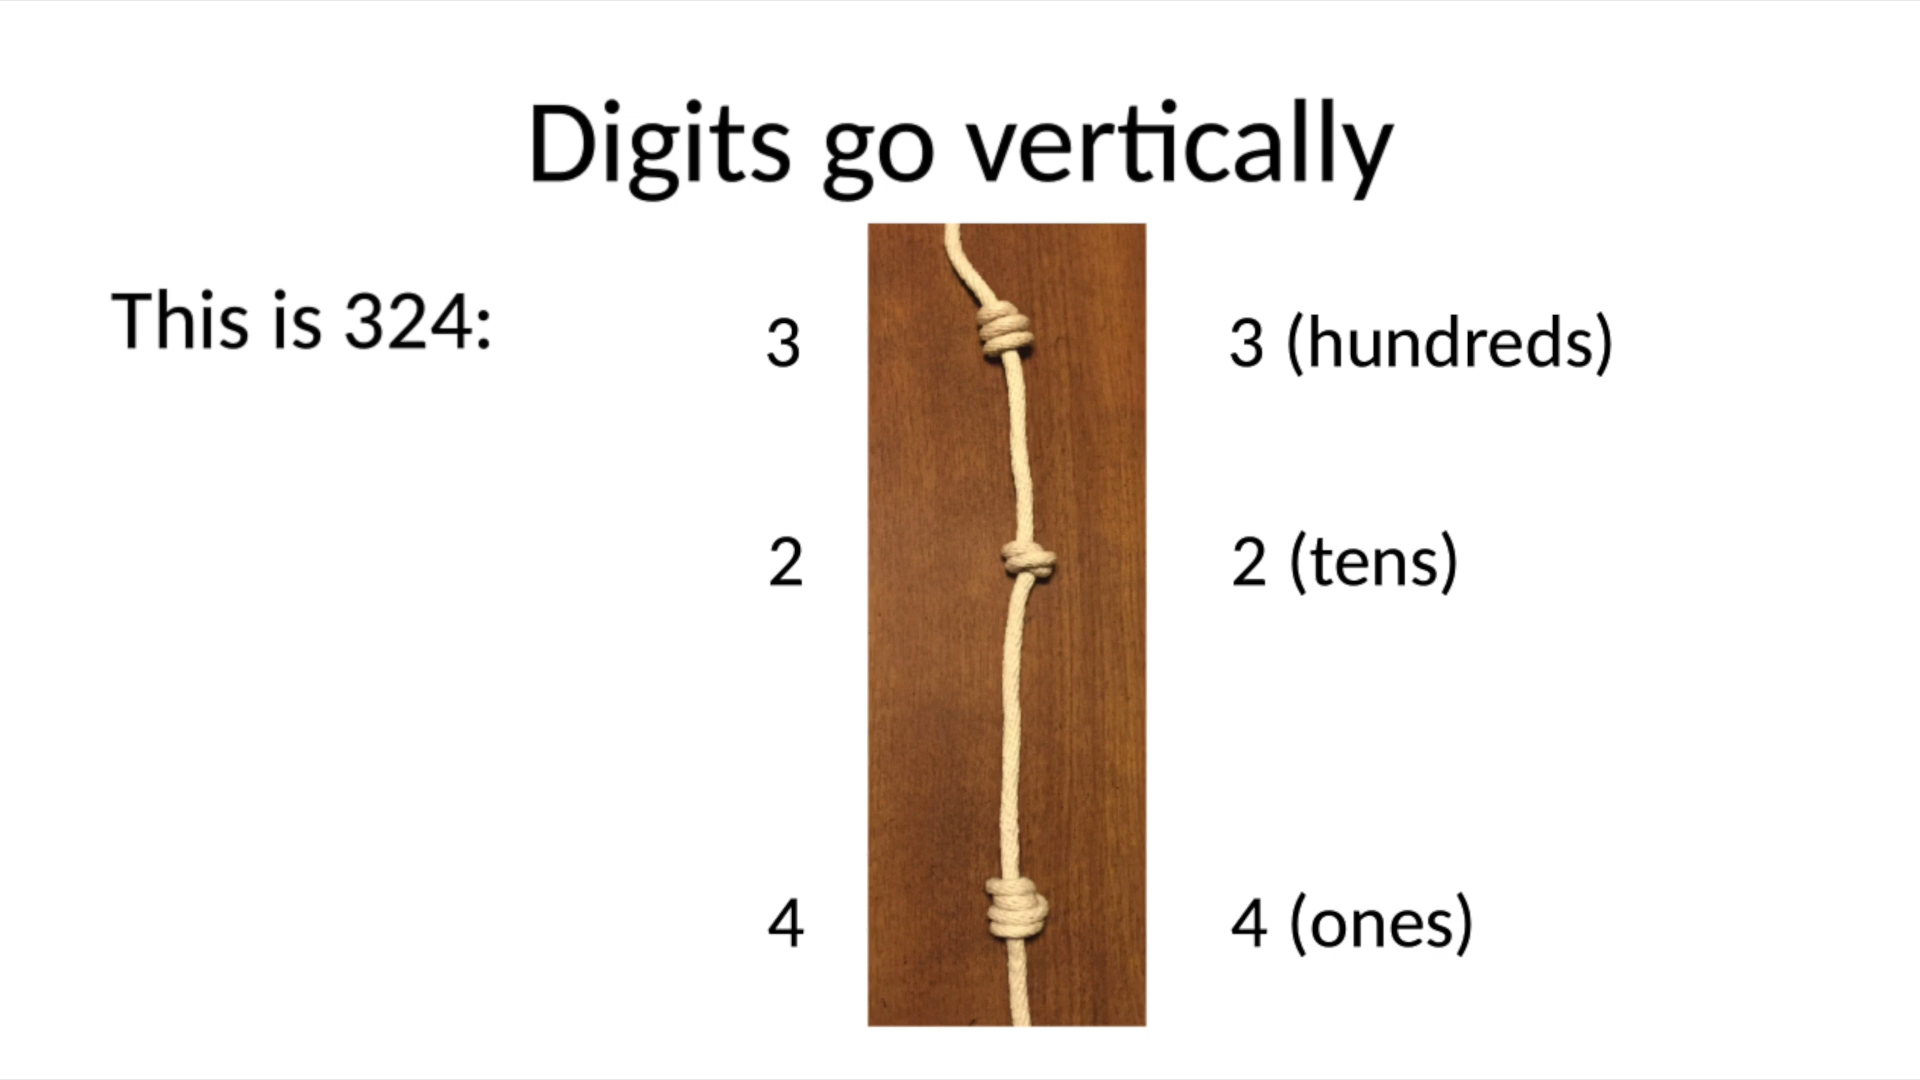 Digits go vertically
This is 324:
3
3 (hundreds)
2
2 (tens)
4
4 (ones)